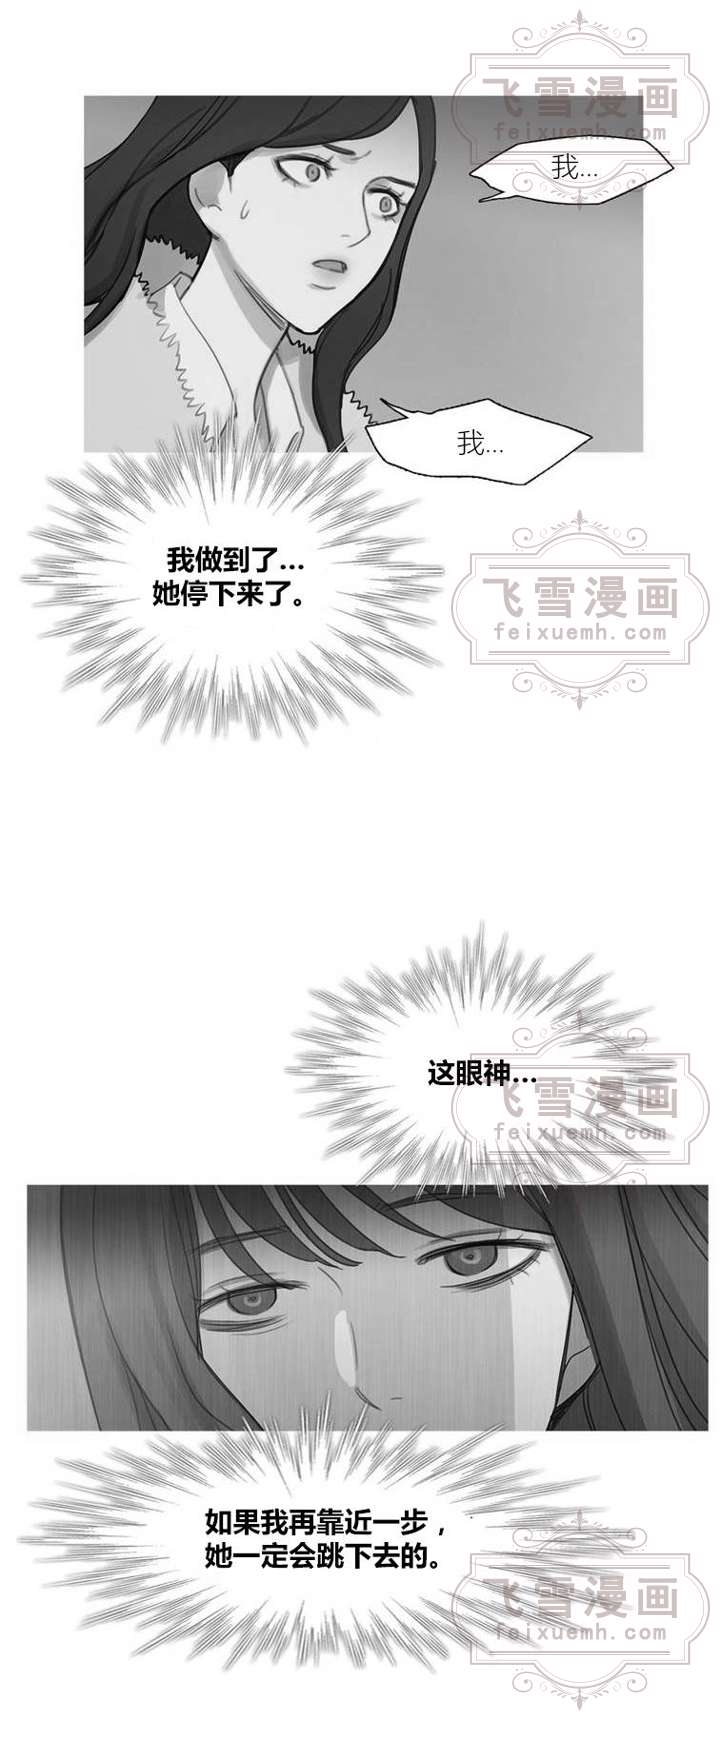 飞雪漫画
feixuemh.com
我...
我...
我做到了...
她停下来了。
飞雪漫画
feixuemh.com
这眼神...
飞雪漫画
feixuemh.com
如果我再靠近一步，
她一定会跳下去的。
飞雪漫画
feixuemh.com